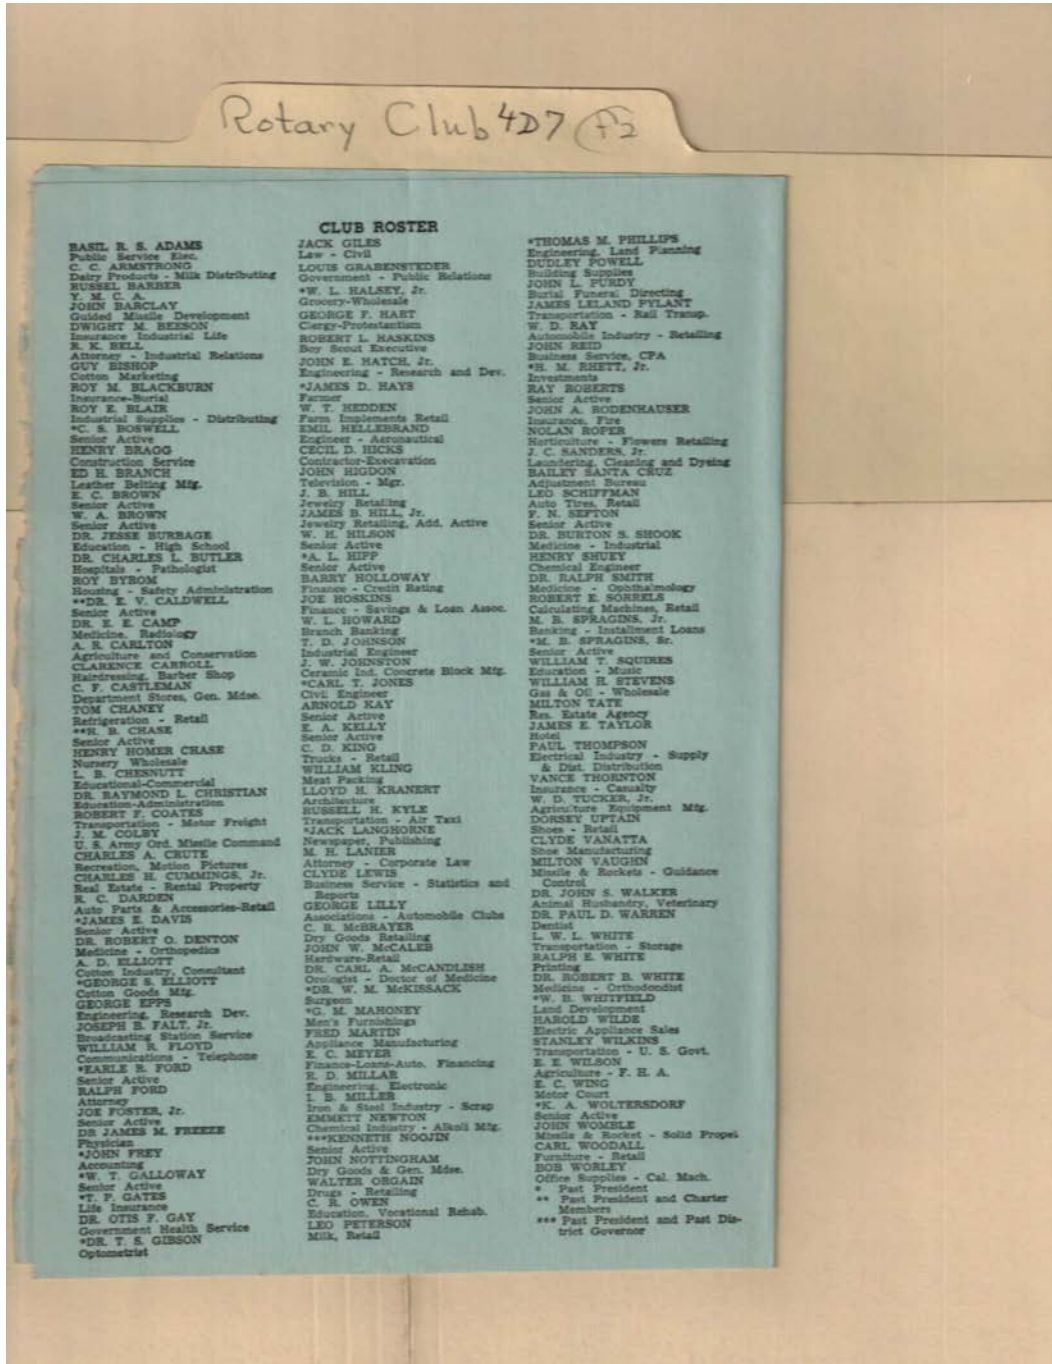 Rotary Club 4D7 F2
CLUB ROSTER
BASIL R. S. ADAMS
Public Service Elec.
C. C. ARMSTRONG
Dairy Products - Milk Distributing
RUSSEL BARBER
Y. M. C. A.
JOHN BARCLAY
Guided Missile Development
DWIGHT M. BEESON
Insurance Industrial Life
R. K. BELL
Attorney - Industrial Relations
GUY BISHOP
Cotton Marketing
ROY M. BLACKBURN
Insurance-Burial
ROY E. BLAIR
Industrial Supplies - Distributing
*C. S. BOSWELL
Senior Active
HENRY BRAGG
Construction Service
ED H. BRANCH
Leather Belting Mfg.
E. C. BROWN
Senior Active
W. A. BROWN
Senior Active
DR. JESSE BURBAGE
Education - High School
DR. CHARLES L. BUTLER
Hospitals - Pathologist
ROY BYROM
Housing - Safety Administration
**DR. E. V. CALDWELL
Senior Active
DR. E. E. CAMP
Medicine, Radiology
A. R. CARLTON
Agriculture and Conservation
CLARENCE CARROLL
Hairdressing, Barber Shop
C. F. CASTLEMAN
Department Stores, Gen. Mdse.
TOM CHANEY
Refrigeration - Retail
**H. B. CHASE
Senior Active
HENRY HOMER CHASE
Nursery Wholesale
L. B. CHESNUTT
Educational-Commercial
DR. RAYMOND L. CHRISTIAN
Education-Administration
ROBERT F. COATES
Transportation - Motor Freight
J. M. COLBY
U. S. Army Ord. Missile Command
CHARLES A. CRUTE
Recreation, Motion Pictures
CHARLES H. CUMMINGS, Jr.
Real Estate - Rental Property
R. C. DARDEN
Auto Parts & Accessories-Retail
*JAMES E. DAVIS
Senior Active
DR. ROBERT O. DENTON
Medicine - Orthopedics
A. D. ELLIOTT
Cotton Industry, Consultant
*GEORGE S. ELLIOTT
Cotton Goods Mfg.
GEORGE EPPS
Engineering, Research Dev.
JOSEPH B. FALT, Jr.
Broadcasting Station Service
WILLIAM R. FLOYD
Communications - Telephone
*EARLE R. FORD
Senior Active
RALPH FORD
Attorney
JOE FOSTER, Jr.
Senior Active
DR JAMES M. FREEZE
Physician
*JOHN FREY
Accounting
*W. T. GALLOWAY
Senior Active
*T. P. GATES
Life Insurance
DR. OTIS F. GAY
Government Health Service
*DR. T. S. GIBSON
Optometrist
JACK GILES
Law - Civil
LOUIS GRABENSTEDER
Government - Public Relations
*W. L. HALSEY, Jr.
Grocery-Wholesale
GEORGE F. HART
Clergy-Protestantism
ROBERT L. HASKINS
Boy Scout Executive
JOHN E. HATCH, Jr.
Engineering - Research and Dev.
*JAMES D. HAYS
Farmer
W. T. HEDDEN
Farm Implements Retail
EMIL HELLEBRAND
Engineer - Aeronautical
CECIL D. HICKS
Contractor-Execavation
JOHN HIGDON
Television - Mgr.
J. B. HILL
Jewelry Retailing
JAMES B. HILL, Jr.
Jewelry Retailing, Add. Active
W. H. HILSON
Senior Active
*A. L. HIPP
Senior Active
BARRY HOLLOWAY
Finance - Credit Rating
JOE HOSKINS
Finance - Savings & Loan Assoc.
W. L. HOWARD
Branch Banking
T. D. JOHNSON
Industrial Engineer
J. W. JOHNSTON
Ceramic Ind. Concrete Block Mfg.
*CARL T. JONES
Civil Engineer
ARNOLD KAY
Senior Active
E. A. KELLY
Senior Active
C. D. KING
Trucks - Retail
WILLIAM KLING
Meat Packing
LLOYD H. KRANERT
Architecture
RUSSELL H. KYLE
Transportation - Air Taxi
*JACK LANGHORNE
Newspaper, Publishing
M. H. LANIER
Attorney - Corporate Law
CLYDE LEWIS
Business Service - Statistics and
Reports
GEORGE LILLY
Associations - Automobile Clubs
C. R. McBRAYER
Dry Goods Retailing
JOHN W. McCALEB
Hardware-Retail
DR. CARL A. McCANDLISH
Orologist - Doctor of Medicine
*DR. W. M. McKISSACK
Surgeon
*G. M. MAHONEY
Men's Furnishings
FRED MARTIN
Appliance Manufacturing
E. C. MEYER
Finance-Loans-Auto. Financing
R. D. MILLAR
Engineering, Electronic
I. B. MILLER
Iron & Steel Industry - Scrap
EMMETT NEWTON
Chemical Industry - Alkoli Mfg.
***KENNETH NOOJIN
Senior Active
JOHN NOTTINGHAM
Dry Goods & Gen. Mdse.
WALTER ORGAIN
Drugs - Retailing
C. R. OWEN
Education, Vocational Rehab.
LEO PETERSON
Milk, Retail
*THOMAS M. PHILLIPS
Engineering, Land Planning
DUDLEY POWELL
Building Supplies
JOHN L. PURDY
Burial Funeral Directing
JAMES LELAND PYLANT
Transportation - Rail Transp.
W. D. RAY
Automobile Industry - Retailing
JOHN REID
Business Service, CPA
*H. M. RHETT, Jr.
Investments
RAY ROBERTS
Senior Active
JOHN A. RODENHAUSER
Insurance, Fire
NOLAN ROPER
Horticulture - Flowers Retailing
J. C. SANDERS, Jr.
Laundering, Cleaning and Dyeing
BAILEY SANTA CRUZ
Adjustment Bureau
LEO SCHIFFMAN
Auto Tires, Retail
F. N. SEFTON
Senior Active
DR. BURTON S. SHOOK
Medicine - Industrial
HENRY SHUEY
Chemical Engineer
DR. RALPH SMITH
Medicine - Ophthalmology
ROBERT E. SORRELS
Calculating Machines, Retail
M. B. SPRAGINS, Jr.
Banking - Installment Loans
*M. B. SPRAGINS, Sr.
Senior Active
WILLIAM T. SQUIRES
Education - Music
WILLIAM H. STEVENS
Gas & Oil - Wholesale
MILTON TATE
Res. Estate Agency
JAMES E. TAYLOR
Hotel
PAUL THOMPSON
Electrical Industry - Supply
& Dist. Distribution
VANCE THORNTON
Insurance - Casualty
W. D. TUCKER, Jr.
Agriculture Equipment Mfg.
DORSEY UPTAIN
Shoes - Retail
CLYDE VANATTA
Shoe Manufacturing
MILTON VAUGHN
Missile & Rockets - Guidance
Control
DR. JOHN S. WALKER
Animal Husbandry, Veterinary
DR. PAUL D. WARREN
Dentist
L. W. L. WHITE
Transportation - Storage
RALPH E. WHITE
Printing
DR. ROBERT B. WHITE
Medicine - Orthodondist
*W. B. WHITFIELD
Land Development
HAROLD WILDE
Electric Appliance Sales
STANLEY WILKINS
Transportation - U. S. Govt.
E. E. WILSON
Agriculture - F. H. A.
E. C. WING
Motor Court
*K. A. WOLTERSDORF
Senior Active
JOHN WOMBLE
Missile & Rocket - Solid Propel
CARL WOODALL
Furniture - Retail
BOB WORLEY
Office Supplies - Cal. Mach.
* Past President
** Past President and Charter
Members
*** Past President and Past Dis-
trict Governor